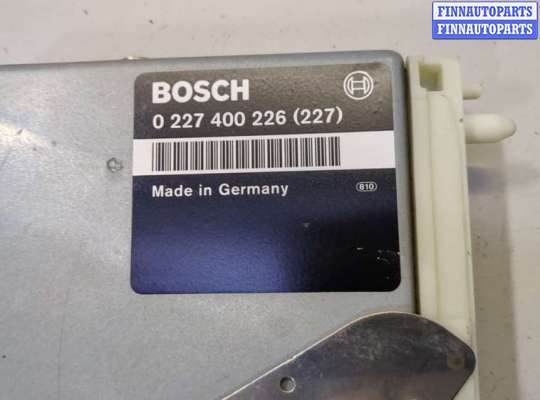 FINNAUTOPARTS
FINNAUTOPARTS
BOSCH
0 227 400 226 (227)
Made in Germany
810